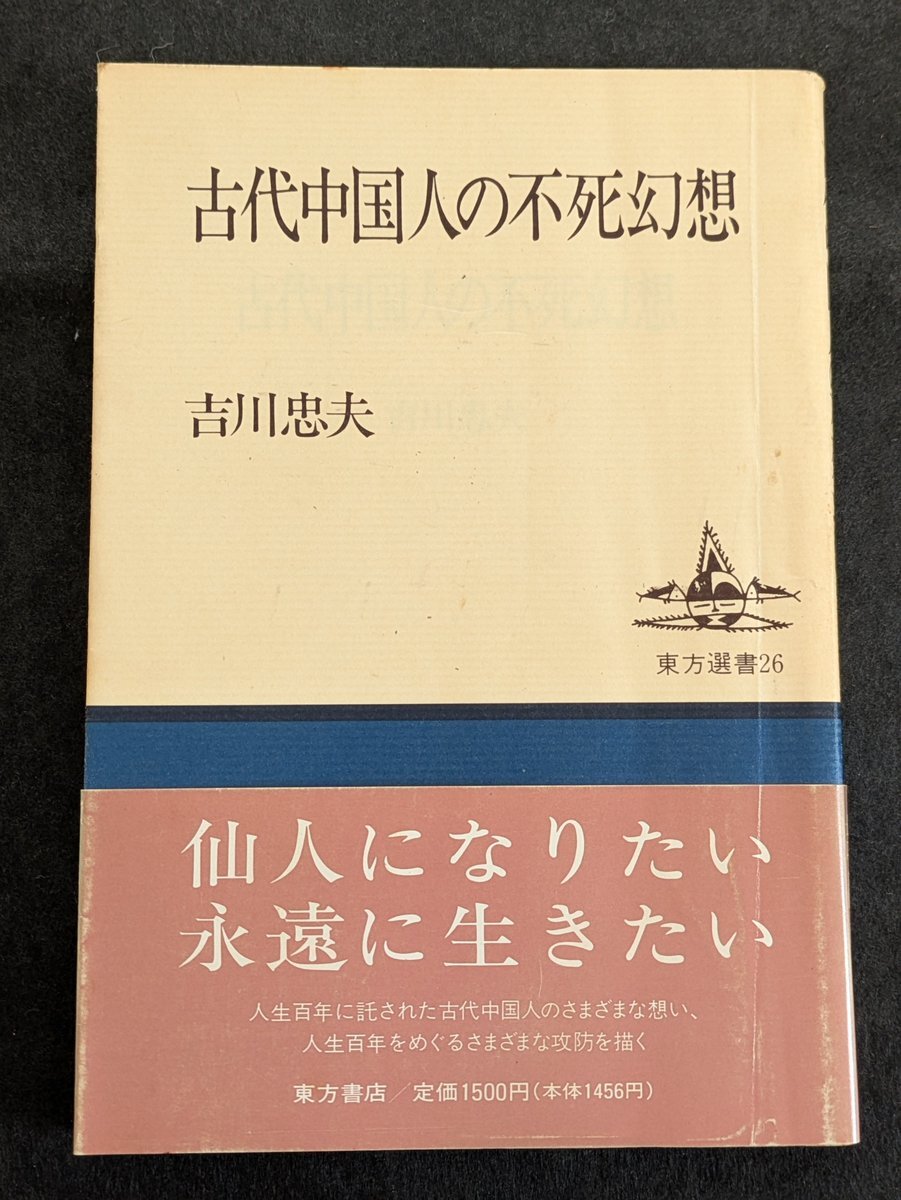 古代中国人の不死幻想
吉川忠夫
東方選書26
仙人になりたい
永遠に生きたい
人生百年に託された古代中国人のさまざまな想い、
人生百年をめぐるさまざまな攻防を描く
東方書店/定価1500円(本体1456円)